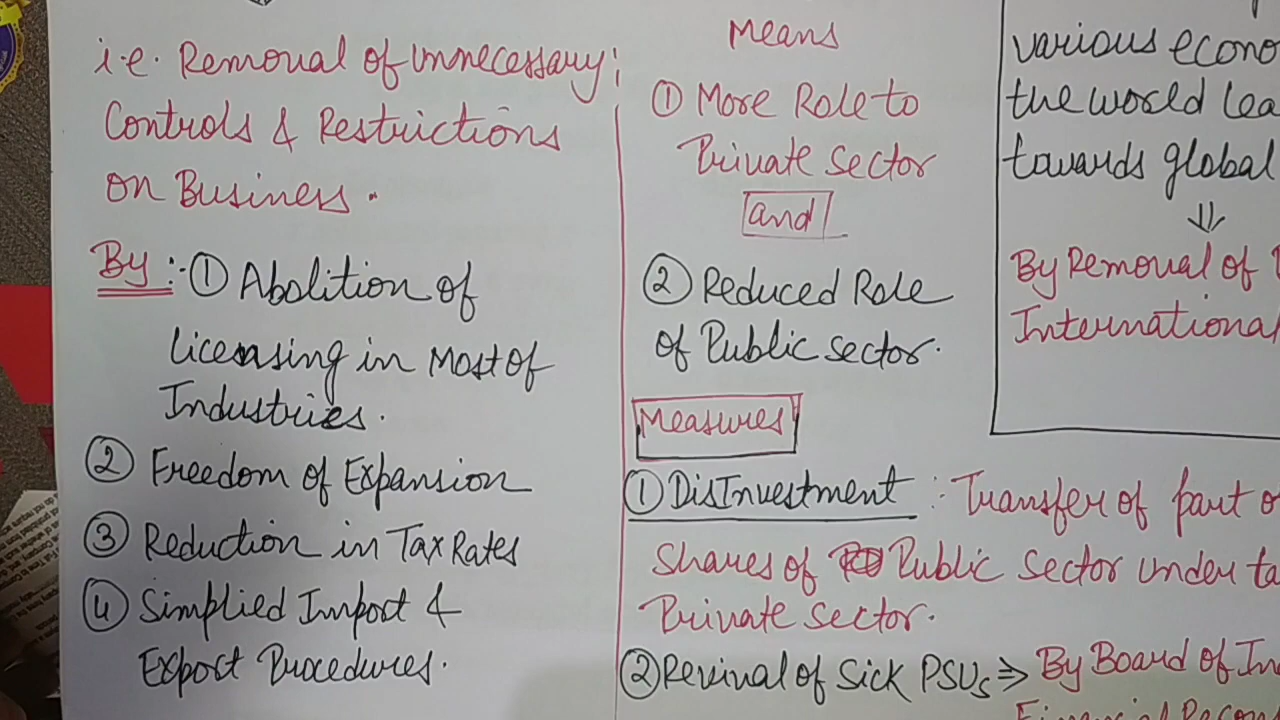 i.e. Removal of unnecessary
Controls & Restrictions
on Business.
By :- ① Abolition of
licensing in Most of
Industries.
② Freedom of Expansion
③ Reduction in Tax Rates
④ Simplied Import &
Export Procedures.
Means
① More Role to
Private Sector
and
② Reduced Role
of Public sector.
Measures
① DisInvestment : Transfer of part o
Shares of Public Sector under ta
Private Sector.
② Revival of Sick PSUs ⇒ By Board of In
various econo
the world lea
towards global
⇓
By Removal of
International